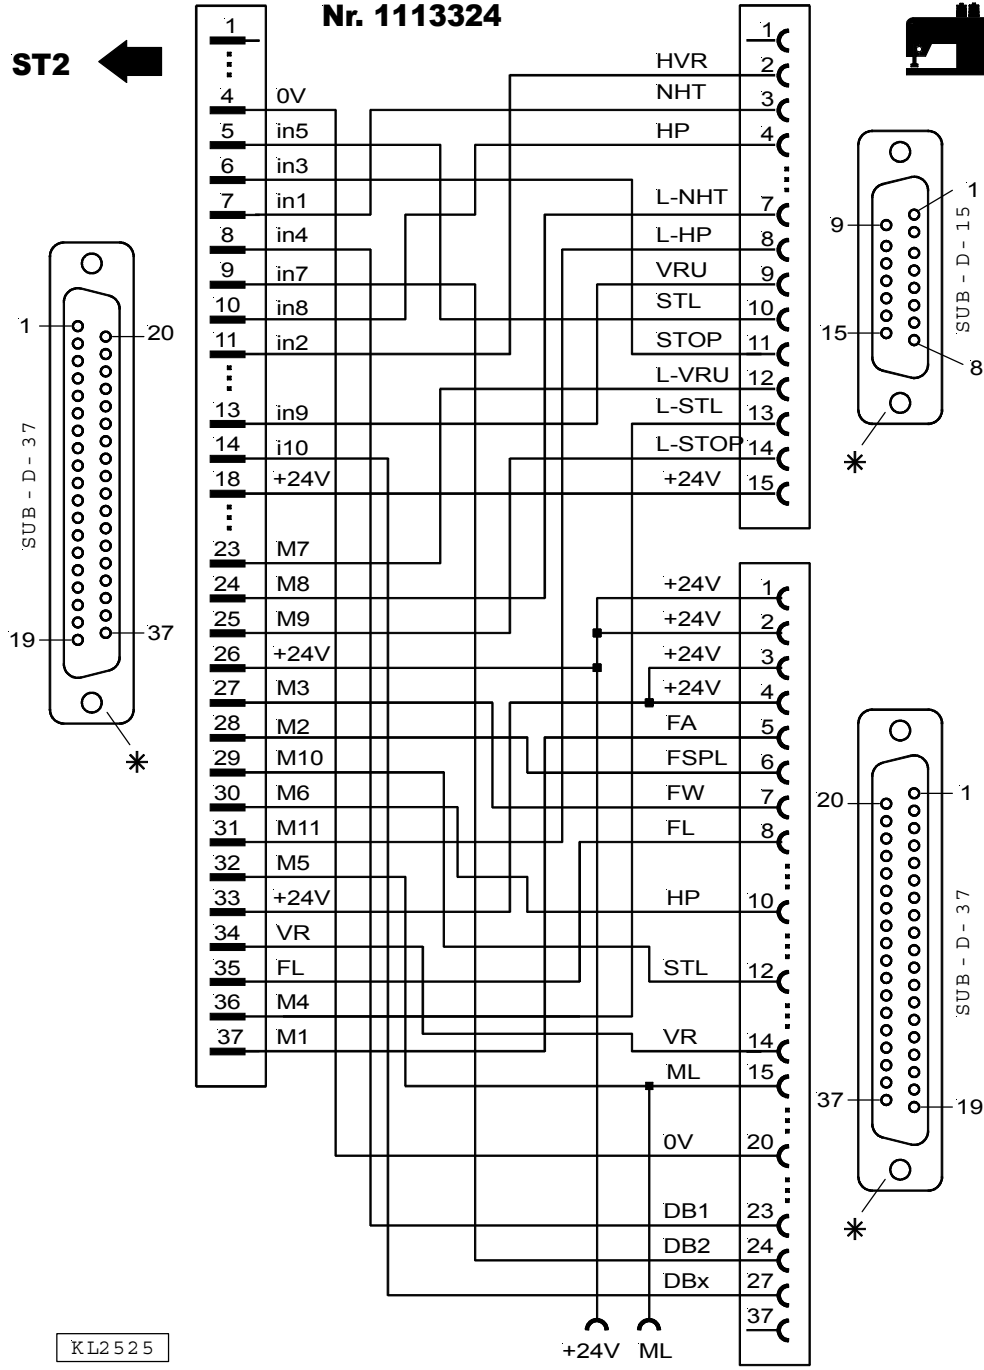 Nr. 1113324
ST2
1
4 0V
5 in5
6 in3
7 in1
8 in4
9 in7
10 in8
11 in2
13 in9
14 i10
18 +24V
23 M7
24 M8
25 M9
26 +24V
27 M3
28 M2
29 M10
30 M6
31 M11
32 M5
33 +24V
34 VR
35 FL
36 M4
37 M1
1
HVR 2
NHT 3
HP 4
L-NHT 7
L-HP 8
VRU 9
STL 10
STOP 11
L-VRU 12
L-STL 13
L-STOP 14
+24V 15
+24V 1
+24V 2
+24V 3
+24V 4
FA 5
FSPL 6
FW 7
FL 8
HP 10
STL 12
VR 14
ML 15
0V 20
DB1 23
DB2 24
DBx 27
37
+24V ML
1 20
SUB-D-37
19 37
*
1
9
SUB-D-15
15
8
*
20 1
SUB-D-37
37 19
*
KL2525